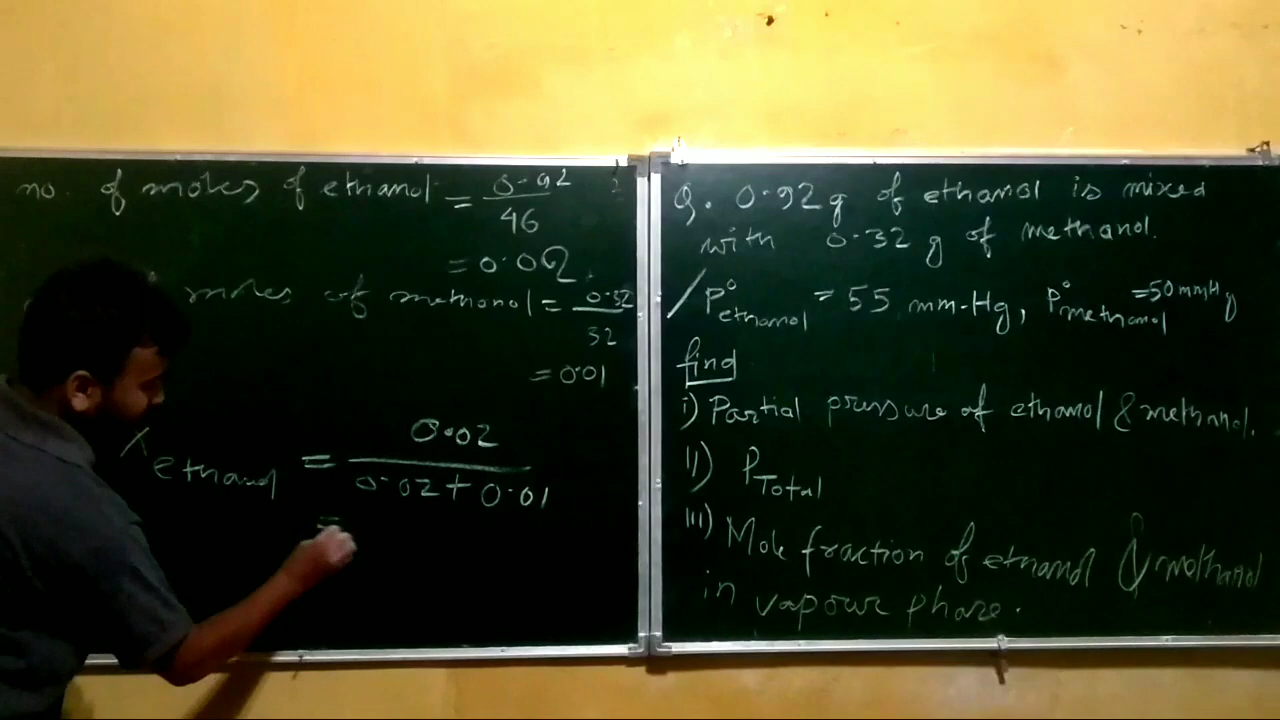 no. of moles of ethanol = 0.92 / 46
= 0.02
moles of methanol = 0.32 / 32
= 0.01
X ethanol = 0.02 / 0.02 + 0.01
=
Q. 0.92 g of ethanol is mixed
with 0.32 g of methanol.
P° ethanol = 55 mm-Hg, P° methanol = 50 mmHg
find
i) Partial pressure of ethanol & methanol.
ii) P Total
iii) Mole fraction of ethanol & methanol
in vapour phase.